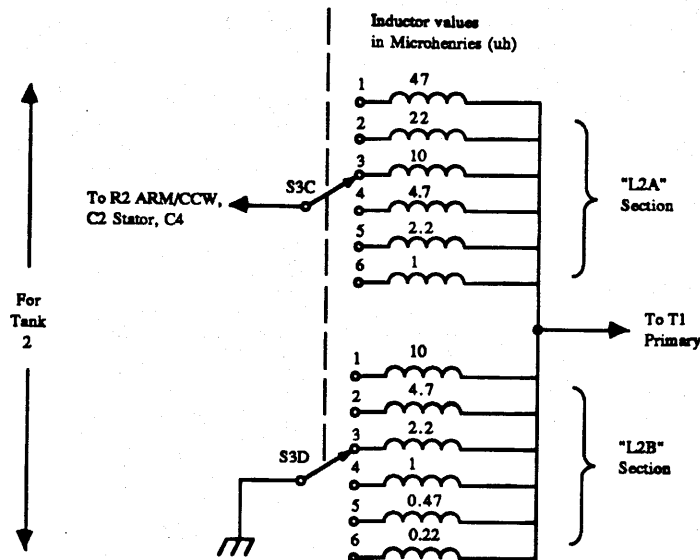 Inductor values
in Microhenries (uh)
1
47
2
22
3
10
S3C
4
4.7
5
2.2
6
1
To R2 ARM/CCW,
C2 Stator, C4
"L2A"
Section
For
Tank
2
To T1
Primary
1
10
2
4.7
3
2.2
S3D
4
1
5
0.47
6
0.22
"L2B"
Section